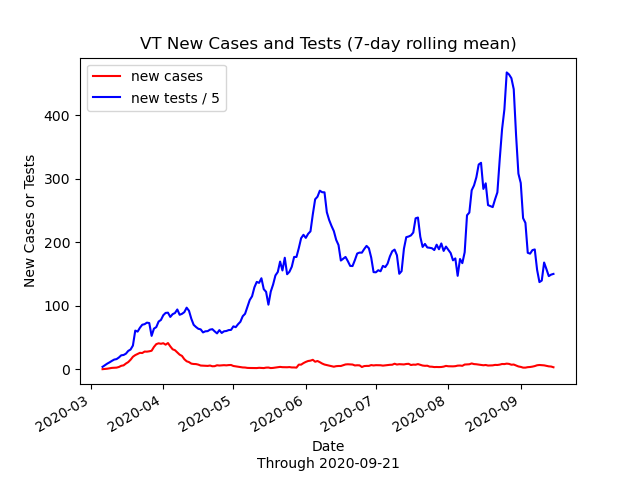 VT New Cases and Tests (7-day rolling mean)
new cases
new tests / 5
New Cases or Tests
400
300
200
100
0
2020-03
2020-04
2020-05
2020-06
2020-07
2020-08
2020-09
Date
Through 2020-09-21